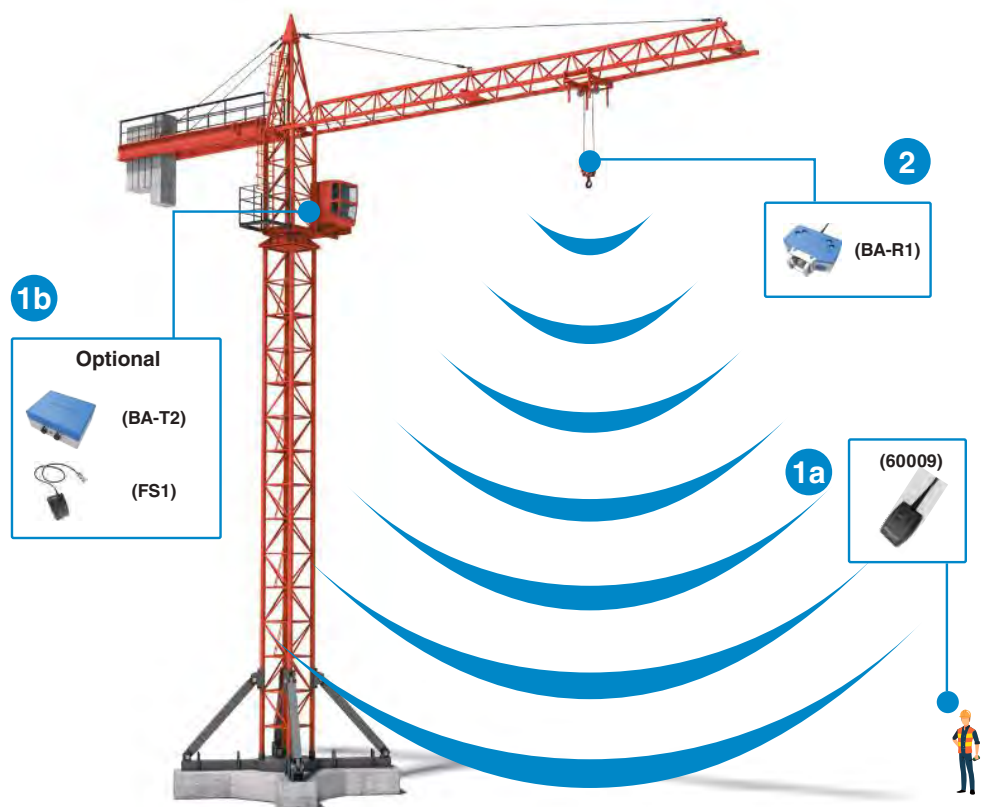 2
(BA-R1)
1b
Optional
(BA-T2)
(FS1)
1a
(60009)